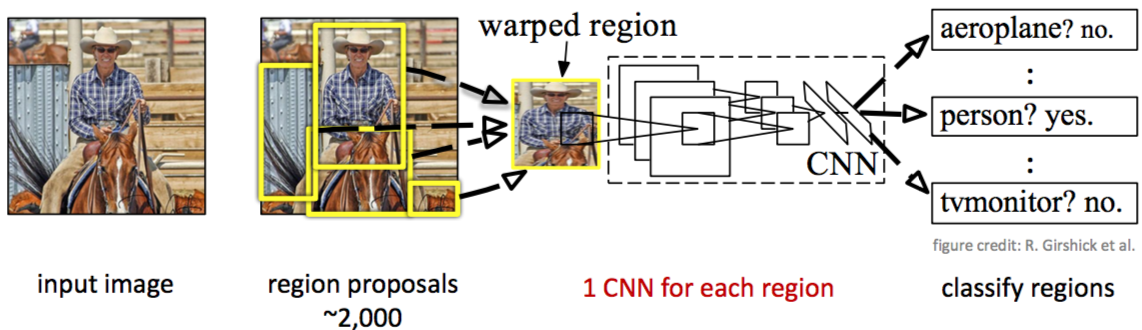 warped region
aeroplane? no.
:
person? yes.
:
tvmonitor? no.
CNN
figure credit: R. Girshick et al.
input image
region proposals
~2,000
1 CNN for each region
classify regions